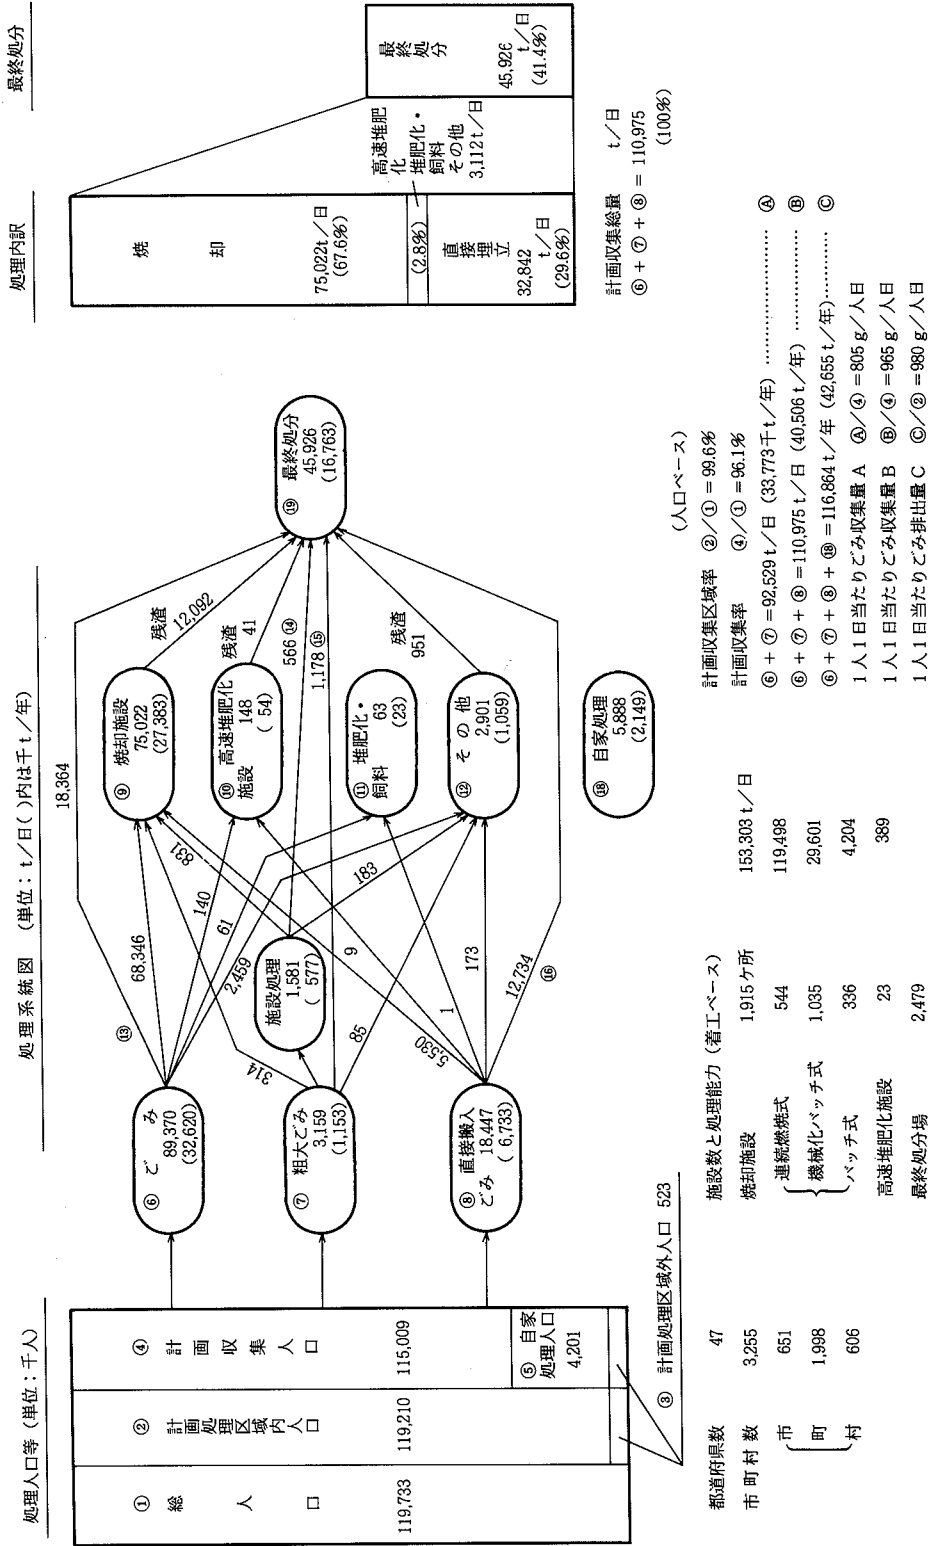 処理人口等 (単位：千人)
① 総人口
119,733
② 計画処理区域内人口
119,210
④ 計画収集人口
115,009
⑤ 自家処理人口
4,201
③ 計画処理区域外人口 523
処理系統図 (単位：t／日( )内は千t／年)
⑥ ごみ
89,370
(32,620)
⑦ 粗大ごみ
3,159
(1,153)
⑧ 直接搬入ごみ
18,447
( 6,733)
施設処理
1,581
( 577)
⑬
18,364
68,346
140
61
2,459
314
831
183
85
9
1
5,530
173
12,734
⑯
⑨ 焼却施設
75,022
(27,383)
⑩ 高速堆肥化施設
148
( 54)
⑪ 堆肥化・飼料
63
(23)
⑫ その他
2,901
(1,059)
⑱ 自家処理
5,888
(2,149)
残渣
12,092
残渣
41
566 ⑭
1,178 ⑮
残渣
951
⑲ 最終処分
45,926
(16,763)
処理内訳
焼却
75,022t／日
(67.6%)
(2.8%)
高速堆肥化
堆肥化・飼料
その他
3,112t／日
直接埋立
32,842
t／日
(29.6%)
最終処分
最終処分
45,926
t／日
(41.4%)
計画収集総量 t／日
⑥＋⑦＋⑧＝110,975
(100%)
都道府県数 47
市町村数 3,255
市 651
町 1,998
村 606
施設数と処理能力 (着工ベース)
焼却施設 1,915ケ所 153,303 t／日
連続燃焼式 544 119,498
機械化バッチ式 1,035 29,601
バッチ式 336 4,204
高速堆肥化施設 23 389
最終処分場 2,479
(人口ベース)
計画収集区域率 ②／①＝99.6%
計画収集率 ④／①＝96.1%
⑥＋⑦＝92,529 t／日 (33,773千t／年) ………………… Ⓐ
⑥＋⑦＋⑧＝110,975 t／日 (40,506 t／年) …………… Ⓑ
⑥＋⑦＋⑧＋⑱＝116,864 t／年 (42,655 t／年)……… Ⓒ
1人1日当たりごみ収集量A Ⓐ／④＝805 g／人日
1人1日当たりごみ収集量B Ⓑ／④＝965 g／人日
1人1日当たりごみ排出量C Ⓒ／②＝980 g／人日